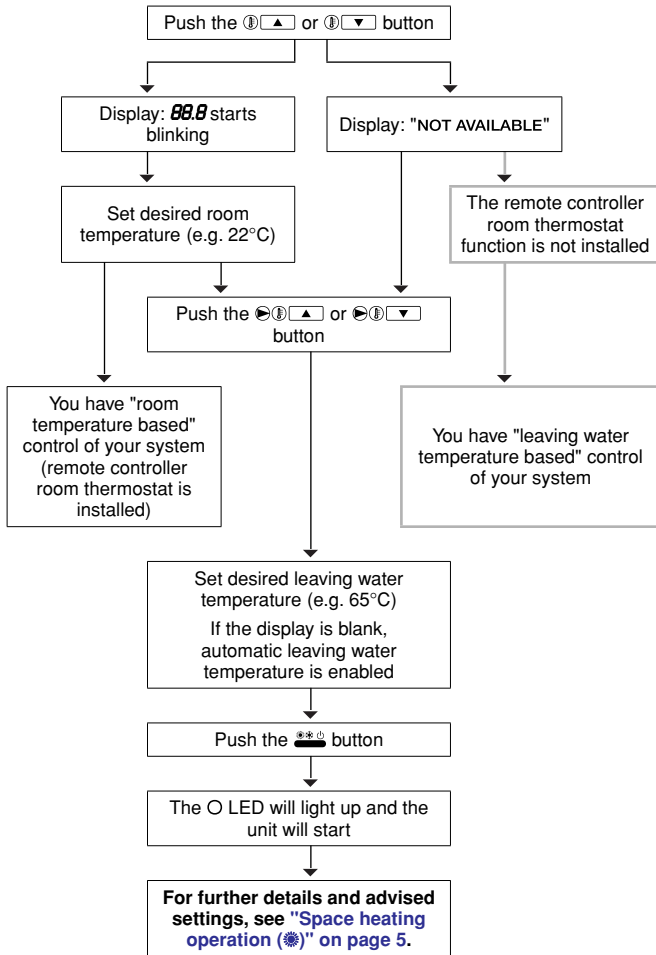 Push the ▲ or ▼ button
Display: 88.8 starts
blinking
Display: "NOT AVAILABLE"
Set desired room
temperature (e.g. 22°C)
The remote controller
room thermostat
function is not installed
Push the ▲ or ▼
button
You have "room
temperature based"
control of your system
(remote controller
room thermostat is
installed)
You have "leaving water
temperature based" control
of your system
Set desired leaving water
temperature (e.g. 65°C)
If the display is blank,
automatic leaving water
temperature is enabled
Push the button
The O LED will light up and the
unit will start
For further details and advised
settings, see "Space heating
operation (☀)" on page 5.